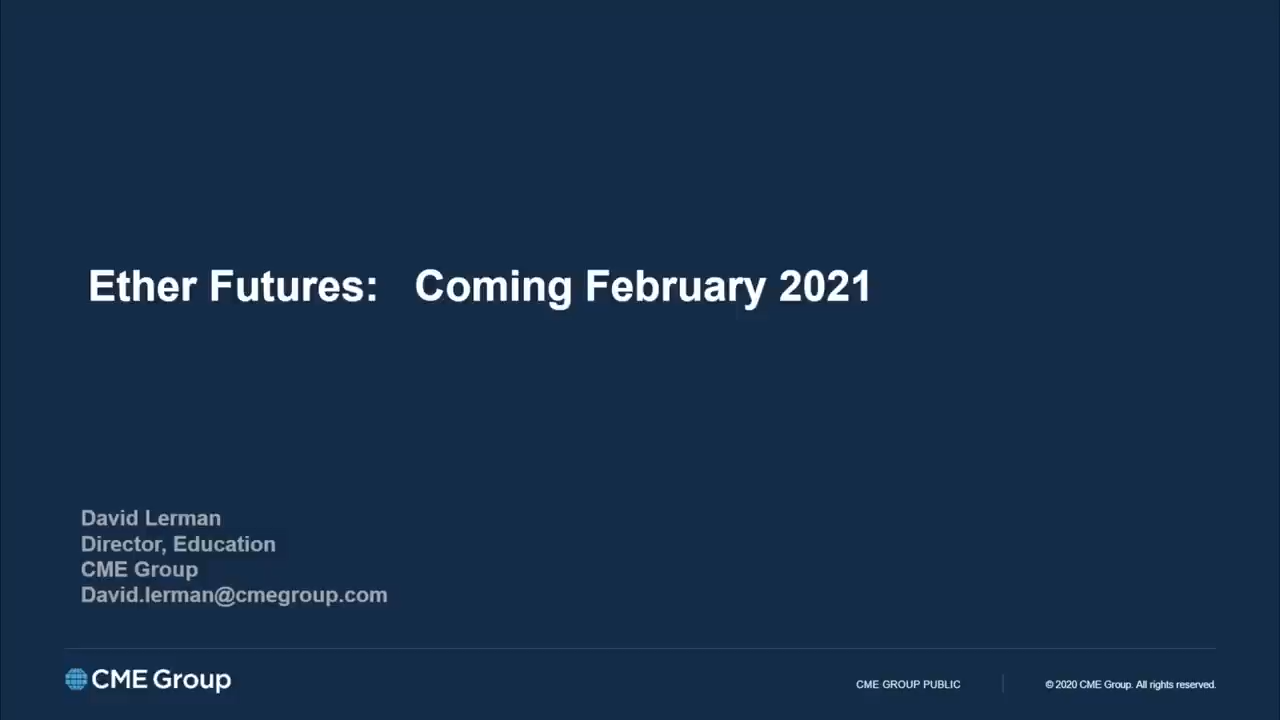 Ether Futures: Coming February 2021
David Lerman
Director, Education
CME Group
David.lerman@cmegroup.com
CME Group
CME GROUP PUBLIC
© 2020 CME Group. All rights reserved.